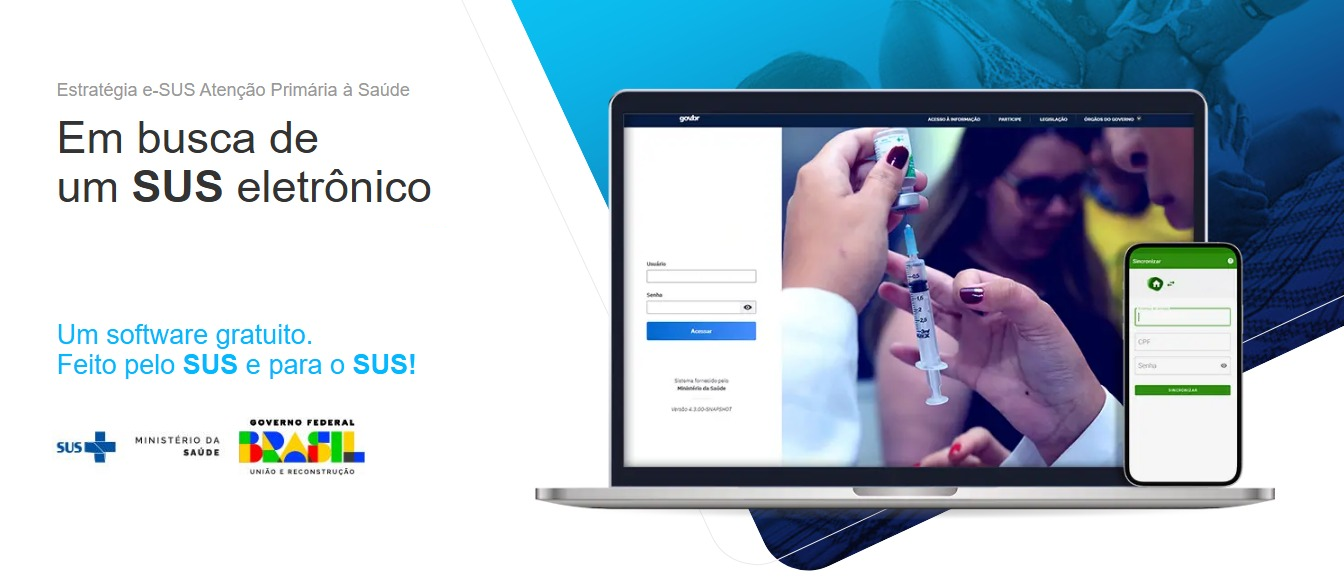 Estratégia e-SUS Atenção Primária à Saúde
Em busca de
um SUS eletrônico
Um software gratuito.
Feito pelo SUS e para o SUS!
SUS
MINISTÉRIO DA
SAÚDE
GOVERNO FEDERAL
BRASIL
UNIÃO E RECONSTRUÇÃO
gov.br
ACESSO À INFORMAÇÃO
PARTICIPE
LEGISLAÇÃO
ÓRGÃOS DO GOVERNO
Usuário
Senha
Acessar
Sistema fornecido pelo
Ministério da Saúde
Versão 4.3.00-SNAPSHOT
Sincronizar
CPF
Senha
SINCRONIZAR